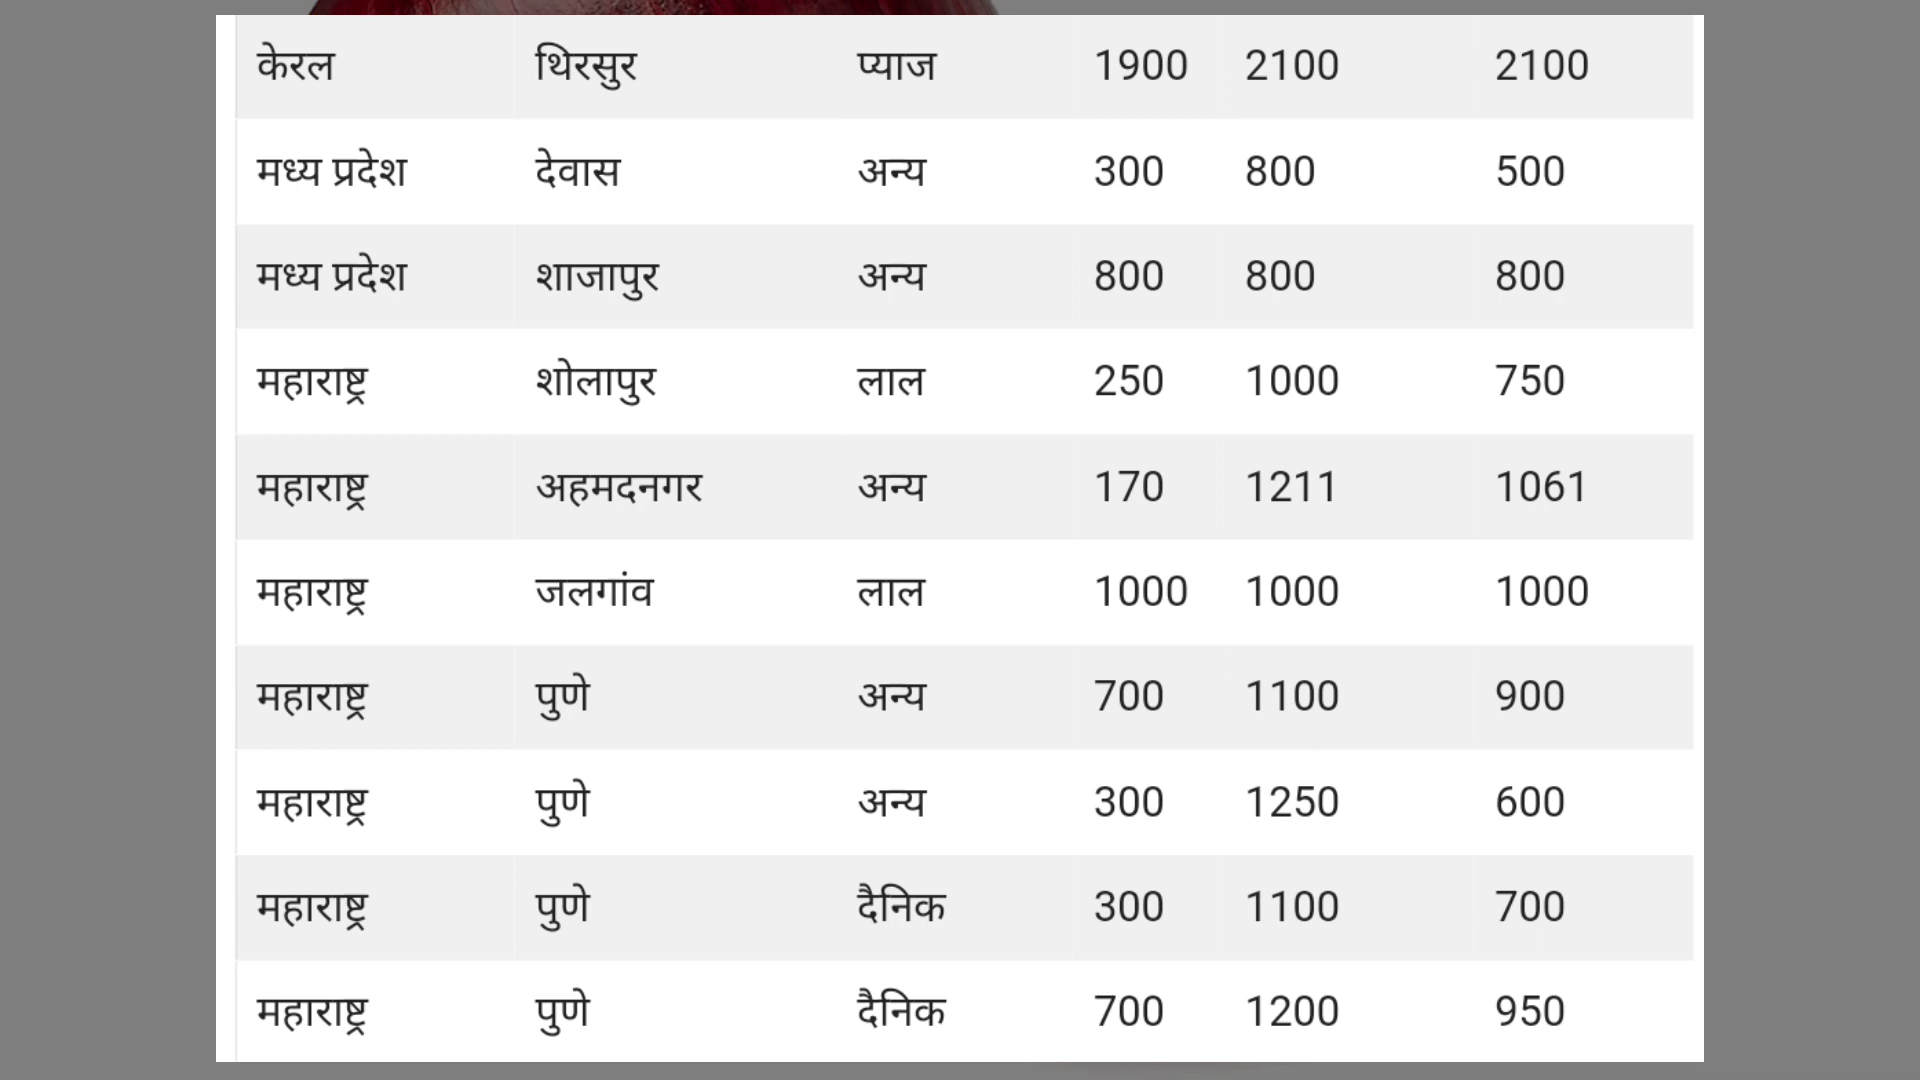 केरल थिरसुर प्याज 1900 2100 2100
मध्य प्रदेश देवास अन्य 300 800 500
मध्य प्रदेश शाजापुर अन्य 800 800 800
महाराष्ट्र शोलापुर लाल 250 1000 750
महाराष्ट्र अहमदनगर अन्य 170 1211 1061
महाराष्ट्र जलगांव लाल 1000 1000 1000
महाराष्ट्र पुणे अन्य 700 1100 900
महाराष्ट्र पुणे अन्य 300 1250 600
महाराष्ट्र पुणे दैनिक 300 1100 700
महाराष्ट्र पुणे दैनिक 700 1200 950